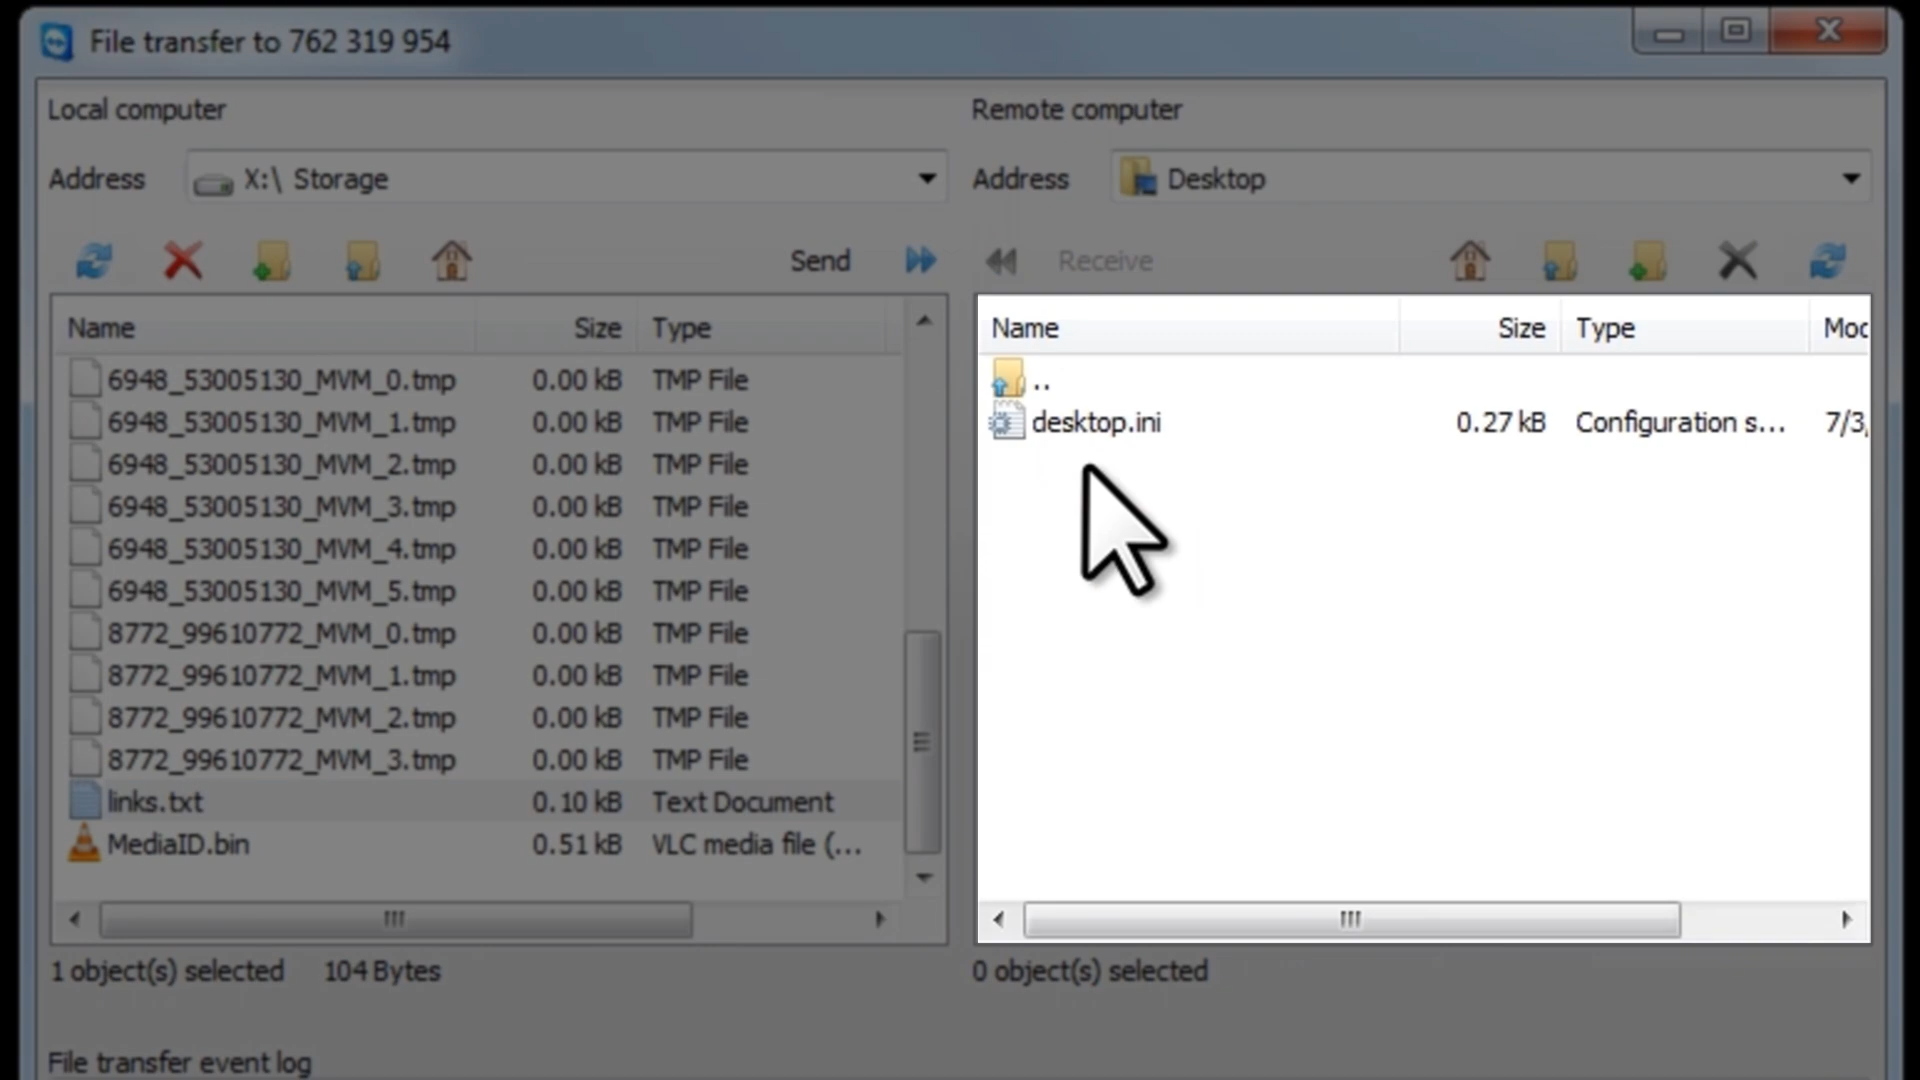 File transfer to 762 319 954
Local computer
Address X:\ Storage
Send
Name Size Type
6948_53005130_MVM_0.tmp 0.00 kB TMP File
6948_53005130_MVM_1.tmp 0.00 kB TMP File
6948_53005130_MVM_2.tmp 0.00 kB TMP File
6948_53005130_MVM_3.tmp 0.00 kB TMP File
6948_53005130_MVM_4.tmp 0.00 kB TMP File
6948_53005130_MVM_5.tmp 0.00 kB TMP File
8772_99610772_MVM_0.tmp 0.00 kB TMP File
8772_99610772_MVM_1.tmp 0.00 kB TMP File
8772_99610772_MVM_2.tmp 0.00 kB TMP File
8772_99610772_MVM_3.tmp 0.00 kB TMP File
links.txt 0.10 kB Text Document
MediaID.bin 0.51 kB VLC media file (...
1 object(s) selected 104 Bytes
Remote computer
Address Desktop
Receive
Name Size Type Moc
..
desktop.ini 0.27 kB Configuration s... 7/3,
0 object(s) selected
File transfer event log